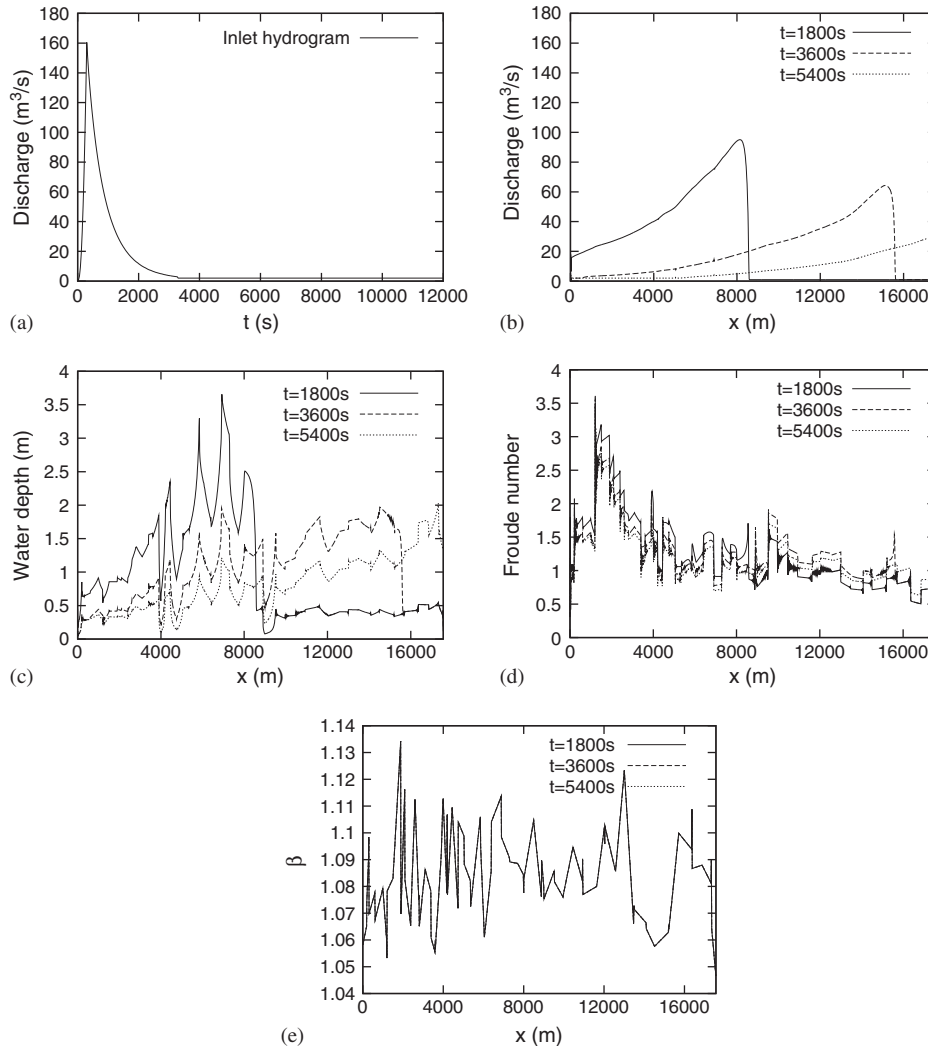 180
160
140
120
100
80
60
40
20
0
Discharge (m³/s)
Inlet hydrogram
0 2000 4000 6000 8000 10000 12000
t (s)
(a)
180
160
140
120
100
80
60
40
20
0
Discharge (m³/s)
t=1800s
t=3600s
t=5400s
0 4000 8000 12000 16000
x (m)
(b)
4
3.5
3
2.5
2
1.5
1
0.5
0
Water depth (m)
t=1800s
t=3600s
t=5400s
0 4000 8000 12000 16000
x (m)
(c)
4
3.5
3
2.5
2
1.5
1
0.5
0
Froude number
t=1800s
t=3600s
t=5400s
0 4000 8000 12000 16000
x (m)
(d)
1.14
1.13
1.12
1.11
1.1
1.09
1.08
1.07
1.06
1.05
1.04
β
t=1800s
t=3600s
t=5400s
0 4000 8000 12000 16000
x (m)
(e)